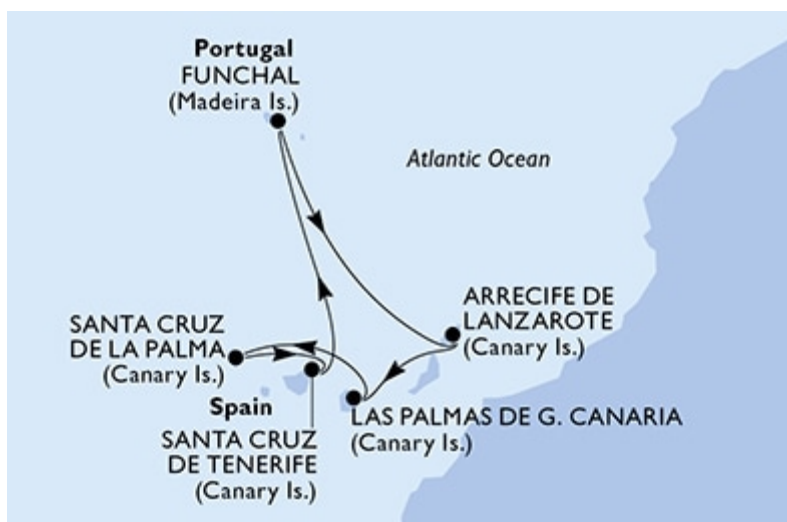 Portugal
FUNCHAL
(Madeira Is.)
Atlantic Ocean
ARRECIFE DE
LANZAROTE
(Canary Is.)
SANTA CRUZ
DE LA PALMA
(Canary Is.)
Spain
SANTA CRUZ
DE TENERIFE
(Canary Is.)
LAS PALMAS DE G. CANARIA
(Canary Is.)